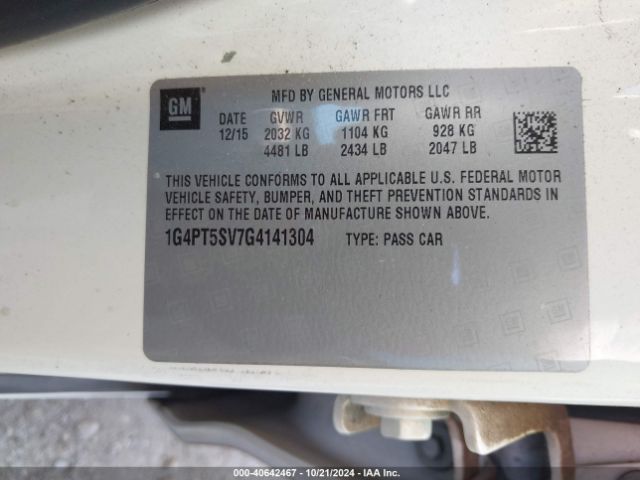 GM
MFD BY GENERAL MOTORS LLC
DATE GVWR GAWR FRT GAWR RR
12/15 2032 KG 1104 KG 928 KG
4481 LB 2434 LB 2047 LB
THIS VEHICLE CONFORMS TO ALL APPLICABLE U.S. FEDERAL MOTOR
VEHICLE SAFETY, BUMPER, AND THEFT PREVENTION STANDARDS IN
EFFECT ON THE DATE OF MANUFACTURE SHOWN ABOVE.
1G4PT5SV7G4141304 TYPE: PASS CAR
000-40642467 - 10/21/2024 - IAA Inc.